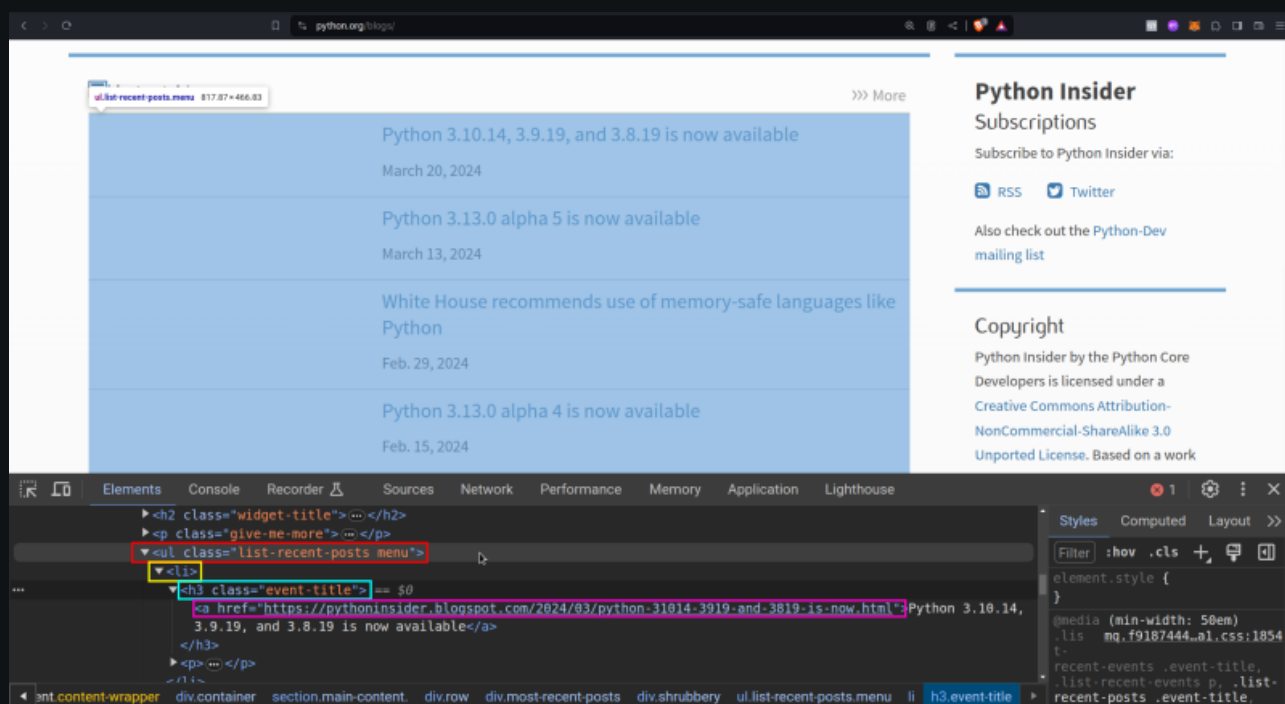 python.org/blogs/
ul.list-recent-posts.menu 817.87×466.83
More
Python 3.10.14, 3.9.19, and 3.8.19 is now available
March 20, 2024
Python 3.13.0 alpha 5 is now available
March 13, 2024
White House recommends use of memory-safe languages like
Python
Feb. 29, 2024
Python 3.13.0 alpha 4 is now available
Feb. 15, 2024
Python Insider
Subscriptions
Subscribe to Python Insider via:
RSS Twitter
Also check out the Python-Dev
mailing list
Copyright
Python Insider by the Python Core
Developers is licensed under a
Creative Commons Attribution-
NonCommercial-ShareAlike 3.0
Unported License. Based on a work
Elements Console Recorder Sources Network Performance Memory Application Lighthouse 1
<h2 class="widget-title">…</h2>
<p class="give-me-more">…</p>
<ul class="list-recent-posts menu">
<li>
<h3 class="event-title"> == $0
<a href="https://pythoninsider.blogspot.com/2024/03/python-31014-3919-and-3819-is-now.html">Python 3.10.14,
3.9.19, and 3.8.19 is now available</a>
</h3>
<p>…</p>
</li>
ent.content-wrapper div.container section.main-content. div.row div.most-recent-posts div.shrubbery ul.list-recent-posts.menu li h3.event-title
Styles Computed Layout
Filter :hov .cls
element.style {
}
@media (min-width: 50em)
.lis mq.f9187444…al.css:1854
t-
recent-events .event-title,
.list-recent-events p, .list-
recent-posts .event-title,